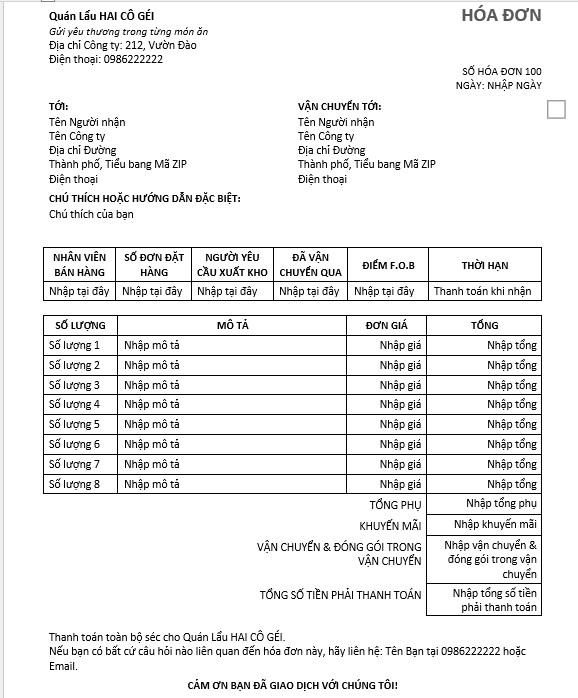 Quán Lẩu HAI CÔ GÉI
HÓA ĐƠN
Gửi yêu thương trong từng món ăn
Địa chỉ Công ty: 212, Vườn Đào
Điện thoại: 0986222222
SỐ HÓA ĐƠN 100
NGÀY: NHẬP NGÀY
TỚI:
Tên Người nhận
Tên Công ty
Địa chỉ Đường
Thành phố, Tiểu bang Mã ZIP
Điện thoại
VẬN CHUYỂN TỚI:
Tên Người nhận
Tên Công ty
Địa chỉ Đường
Thành phố, Tiểu bang Mã ZIP
Điện thoại
CHÚ THÍCH HOẶC HƯỚNG DẪN ĐẶC BIỆT:
Chú thích của bạn
NHÂN VIÊN
BÁN HÀNG
SỐ ĐƠN ĐẶT
HÀNG
NGƯỜI YÊU
CẦU XUẤT KHO
ĐÃ VẬN
CHUYỂN QUA
ĐIỂM F.O.B
THỜI HẠN
Nhập tại đây Nhập tại đây Nhập tại đây Nhập tại đây Nhập tại đây Thanh toán khi nhận
SỐ LƯỢNG MÔ TẢ ĐƠN GIÁ TỔNG
Số lượng 1 Nhập mô tả Nhập giá Nhập tổng
Số lượng 2 Nhập mô tả Nhập giá Nhập tổng
Số lượng 3 Nhập mô tả Nhập giá Nhập tổng
Số lượng 4 Nhập mô tả Nhập giá Nhập tổng
Số lượng 5 Nhập mô tả Nhập giá Nhập tổng
Số lượng 6 Nhập mô tả Nhập giá Nhập tổng
Số lượng 7 Nhập mô tả Nhập giá Nhập tổng
Số lượng 8 Nhập mô tả Nhập giá Nhập tổng
TỔNG PHỤ Nhập tổng phụ
KHUYẾN MÃI Nhập khuyến mãi
VẬN CHUYỂN & ĐÓNG GÓI TRONG
VẬN CHUYỂN
Nhập vận chuyển &
đóng gói trong vận
chuyển
TỔNG SỐ TIỀN PHẢI THANH TOÁN
Nhập tổng số tiền
phải thanh toán
Thanh toán toàn bộ séc cho Quán Lẩu HAI CÔ GÉI.
Nếu bạn có bất cứ câu hỏi nào liên quan đến hóa đơn này, hãy liên hệ: Tên Bạn tại 0986222222 hoặc
Email.
CẢM ƠN BẠN ĐÃ GIAO DỊCH VỚI CHÚNG TÔI!